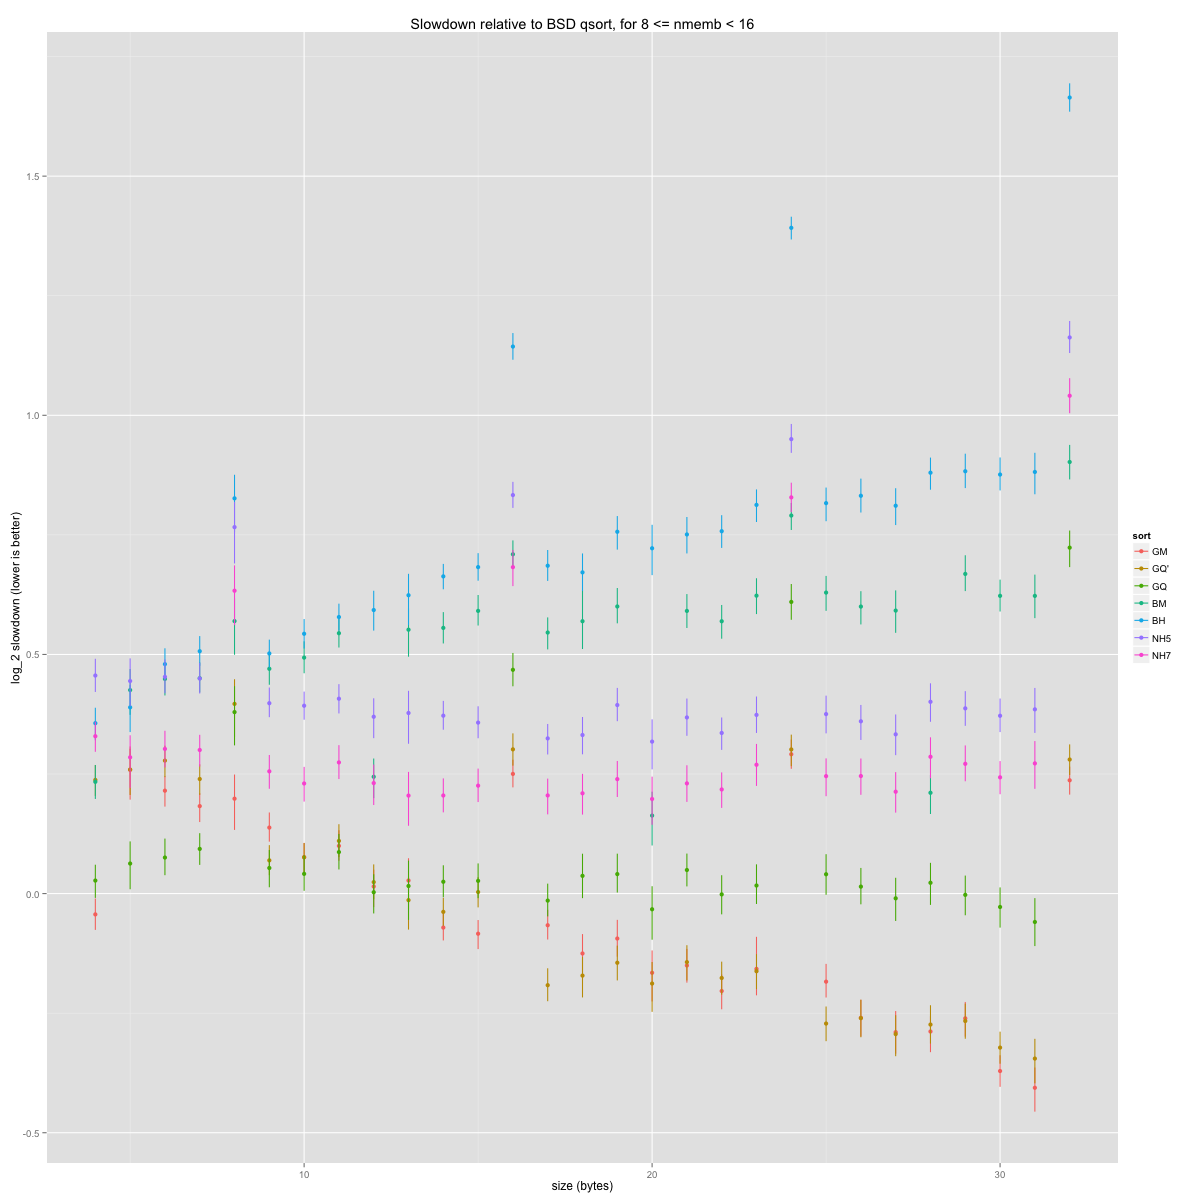 Slowdown relative to BSD qsort, for 8 <= nmemb < 16
log_2 slowdown (lower is better)
1.5
1.0
0.5
0.0
-0.5
10
20
30
size (bytes)
sort
GM
GQ'
GQ
BM
BH
NH5
NH7